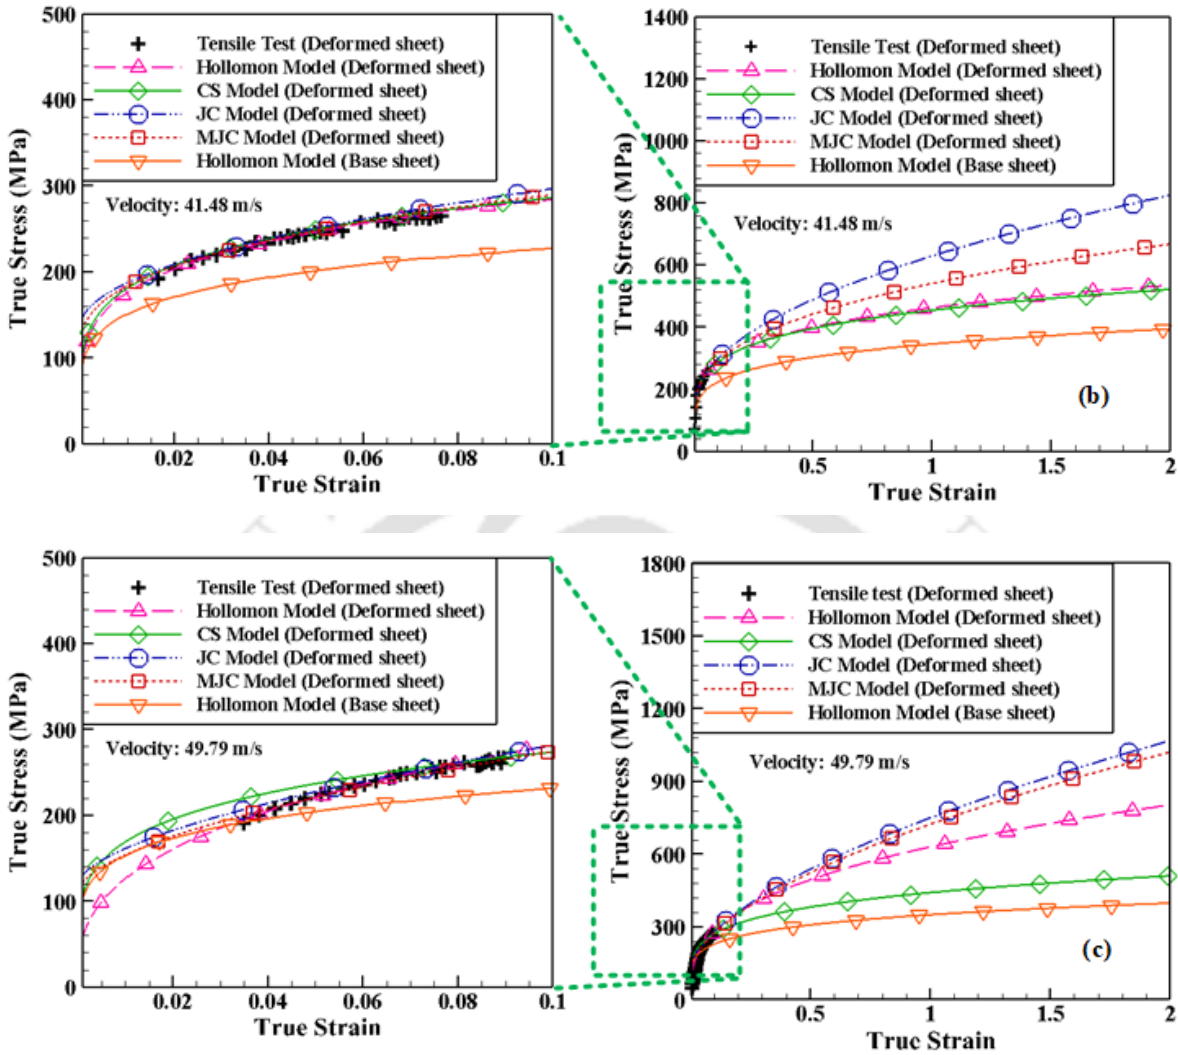 500
400
300
200
100
0
True Stress (MPa)
Tensile Test (Deformed sheet)
Hollomon Model (Deformed sheet)
CS Model (Deformed sheet)
JC Model (Deformed sheet)
MJC Model (Deformed sheet)
Hollomon Model (Base sheet)
Velocity: 41.48 m/s
0.02 0.04 0.06 0.08 0.1
True Strain
1400
1200
1000
800
600
400
200
0
True Stress (MPa)
Tensile Test (Deformed sheet)
Hollomon Model (Deformed sheet)
CS Model (Deformed sheet)
JC Model (Deformed sheet)
MJC Model (Deformed sheet)
Hollomon Model (Base sheet)
Velocity: 41.48 m/s
(b)
0.5 1 1.5 2
True Strain
500
400
300
200
100
0
True Stress (MPa)
Tensile Test (Deformed sheet)
Hollomon Model (Deformed sheet)
CS Model (Deformed sheet)
JC Model (Deformed sheet)
MJC Model (Deformed sheet)
Hollomon Model (Base sheet)
Velocity: 49.79 m/s
0.02 0.04 0.06 0.08 0.1
True Strain
1800
1500
1200
900
600
300
0
True Stress (MPa)
Tensile test (Deformed sheet)
Hollomon Model (Deformed sheet)
CS Model (Deformed sheet)
JC Model (Deformed sheet)
MJC Model (Deformed sheet)
Hollomon Model (Base sheet)
Velocity: 49.79 m/s
(c)
0.5 1 1.5 2
True Strain